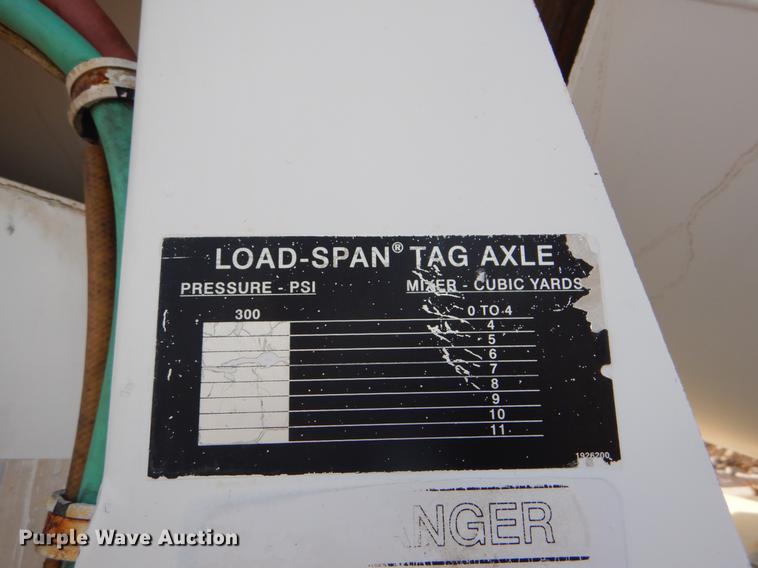 LOAD-SPAN® TAG AXLE
PRESSURE - PSI MIXER - CUBIC YARDS
300 0 TO 4
4
5
6
7
8
9
10
11
1926200
ANGER
Purple Wave Auction